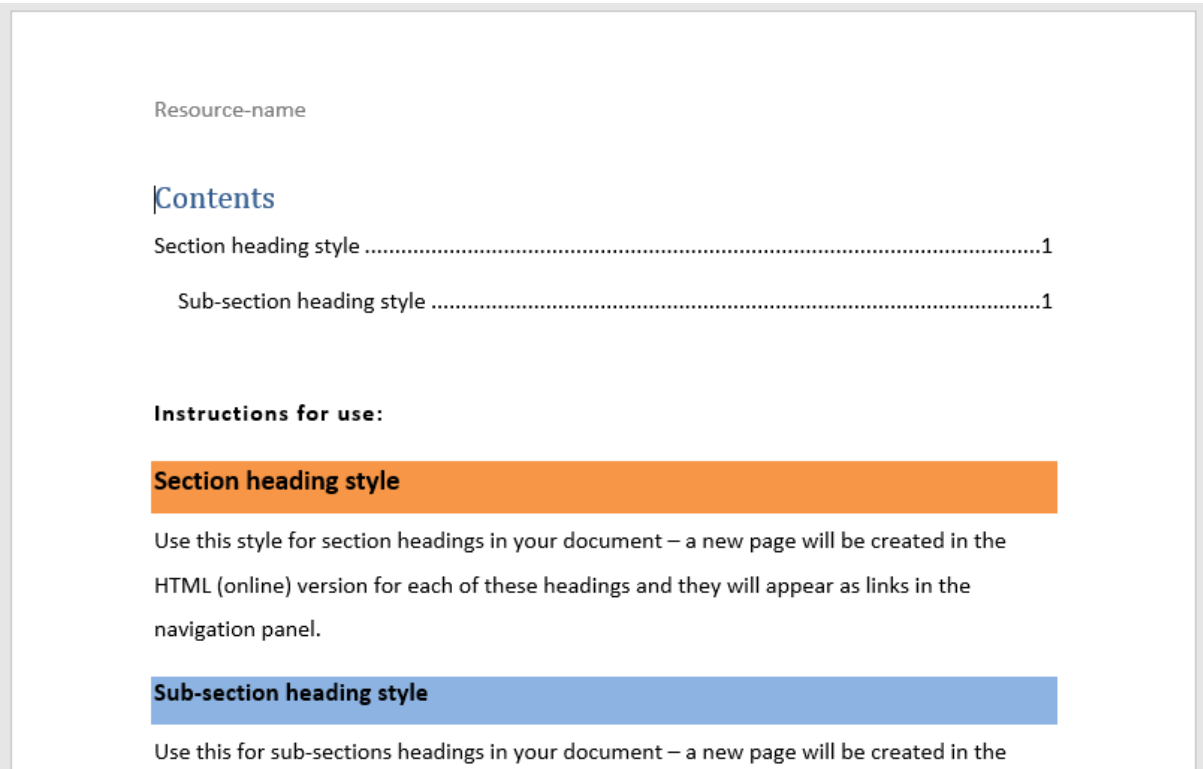 Resource-name
Contents
Section heading style ........................................................................................................................1
Sub-section heading style ............................................................................................................1
Instructions for use:
Section heading style
Use this style for section headings in your document – a new page will be created in the
HTML (online) version for each of these headings and they will appear as links in the
navigation panel.
Sub-section heading style
Use this for sub-sections headings in your document – a new page will be created in the